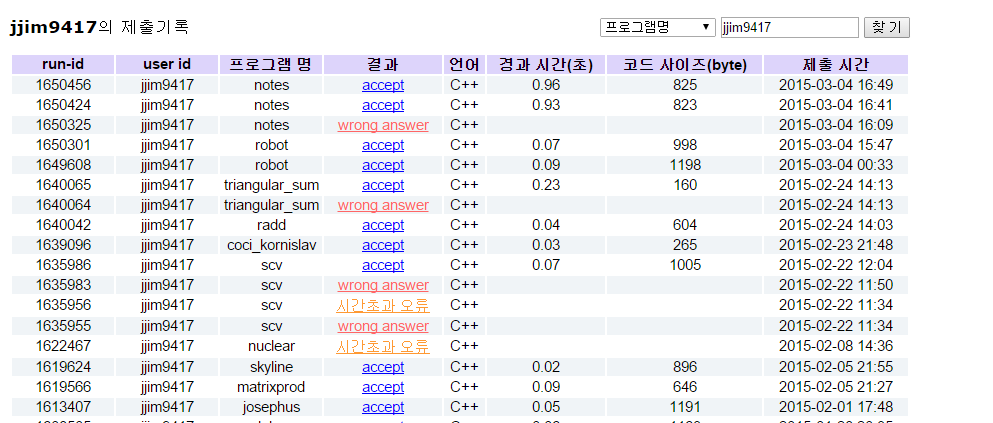 jjim9417의 제출기록 프로그램명 jjim9417 찾 기
run-id user id 프로그램 명 결과 언어 경과 시간(초) 코드 사이즈(byte) 제출 시간
1650456 jjim9417 notes accept C++ 0.96 825 2015-03-04 16:49
1650424 jjim9417 notes accept C++ 0.93 823 2015-03-04 16:41
1650325 jjim9417 notes wrong answer C++ 2015-03-04 16:09
1650301 jjim9417 robot accept C++ 0.07 998 2015-03-04 15:47
1649608 jjim9417 robot accept C++ 0.09 1198 2015-03-04 00:33
1640065 jjim9417 triangular_sum accept C++ 0.23 160 2015-02-24 14:13
1640064 jjim9417 triangular_sum wrong answer C++ 2015-02-24 14:13
1640042 jjim9417 radd accept C++ 0.04 604 2015-02-24 14:03
1639096 jjim9417 coci_kornislav accept C++ 0.03 265 2015-02-23 21:48
1635986 jjim9417 scv accept C++ 0.07 1005 2015-02-22 12:04
1635983 jjim9417 scv wrong answer C++ 2015-02-22 11:50
1635956 jjim9417 scv 시간초과 오류 C++ 2015-02-22 11:34
1635955 jjim9417 scv wrong answer C++ 2015-02-22 11:34
1622467 jjim9417 nuclear 시간초과 오류 C++ 2015-02-08 14:36
1619624 jjim9417 skyline accept C++ 0.02 896 2015-02-05 21:55
1619566 jjim9417 matrixprod accept C++ 0.09 646 2015-02-05 21:27
1613407 jjim9417 josephus accept C++ 0.05 1191 2015-02-01 17:48